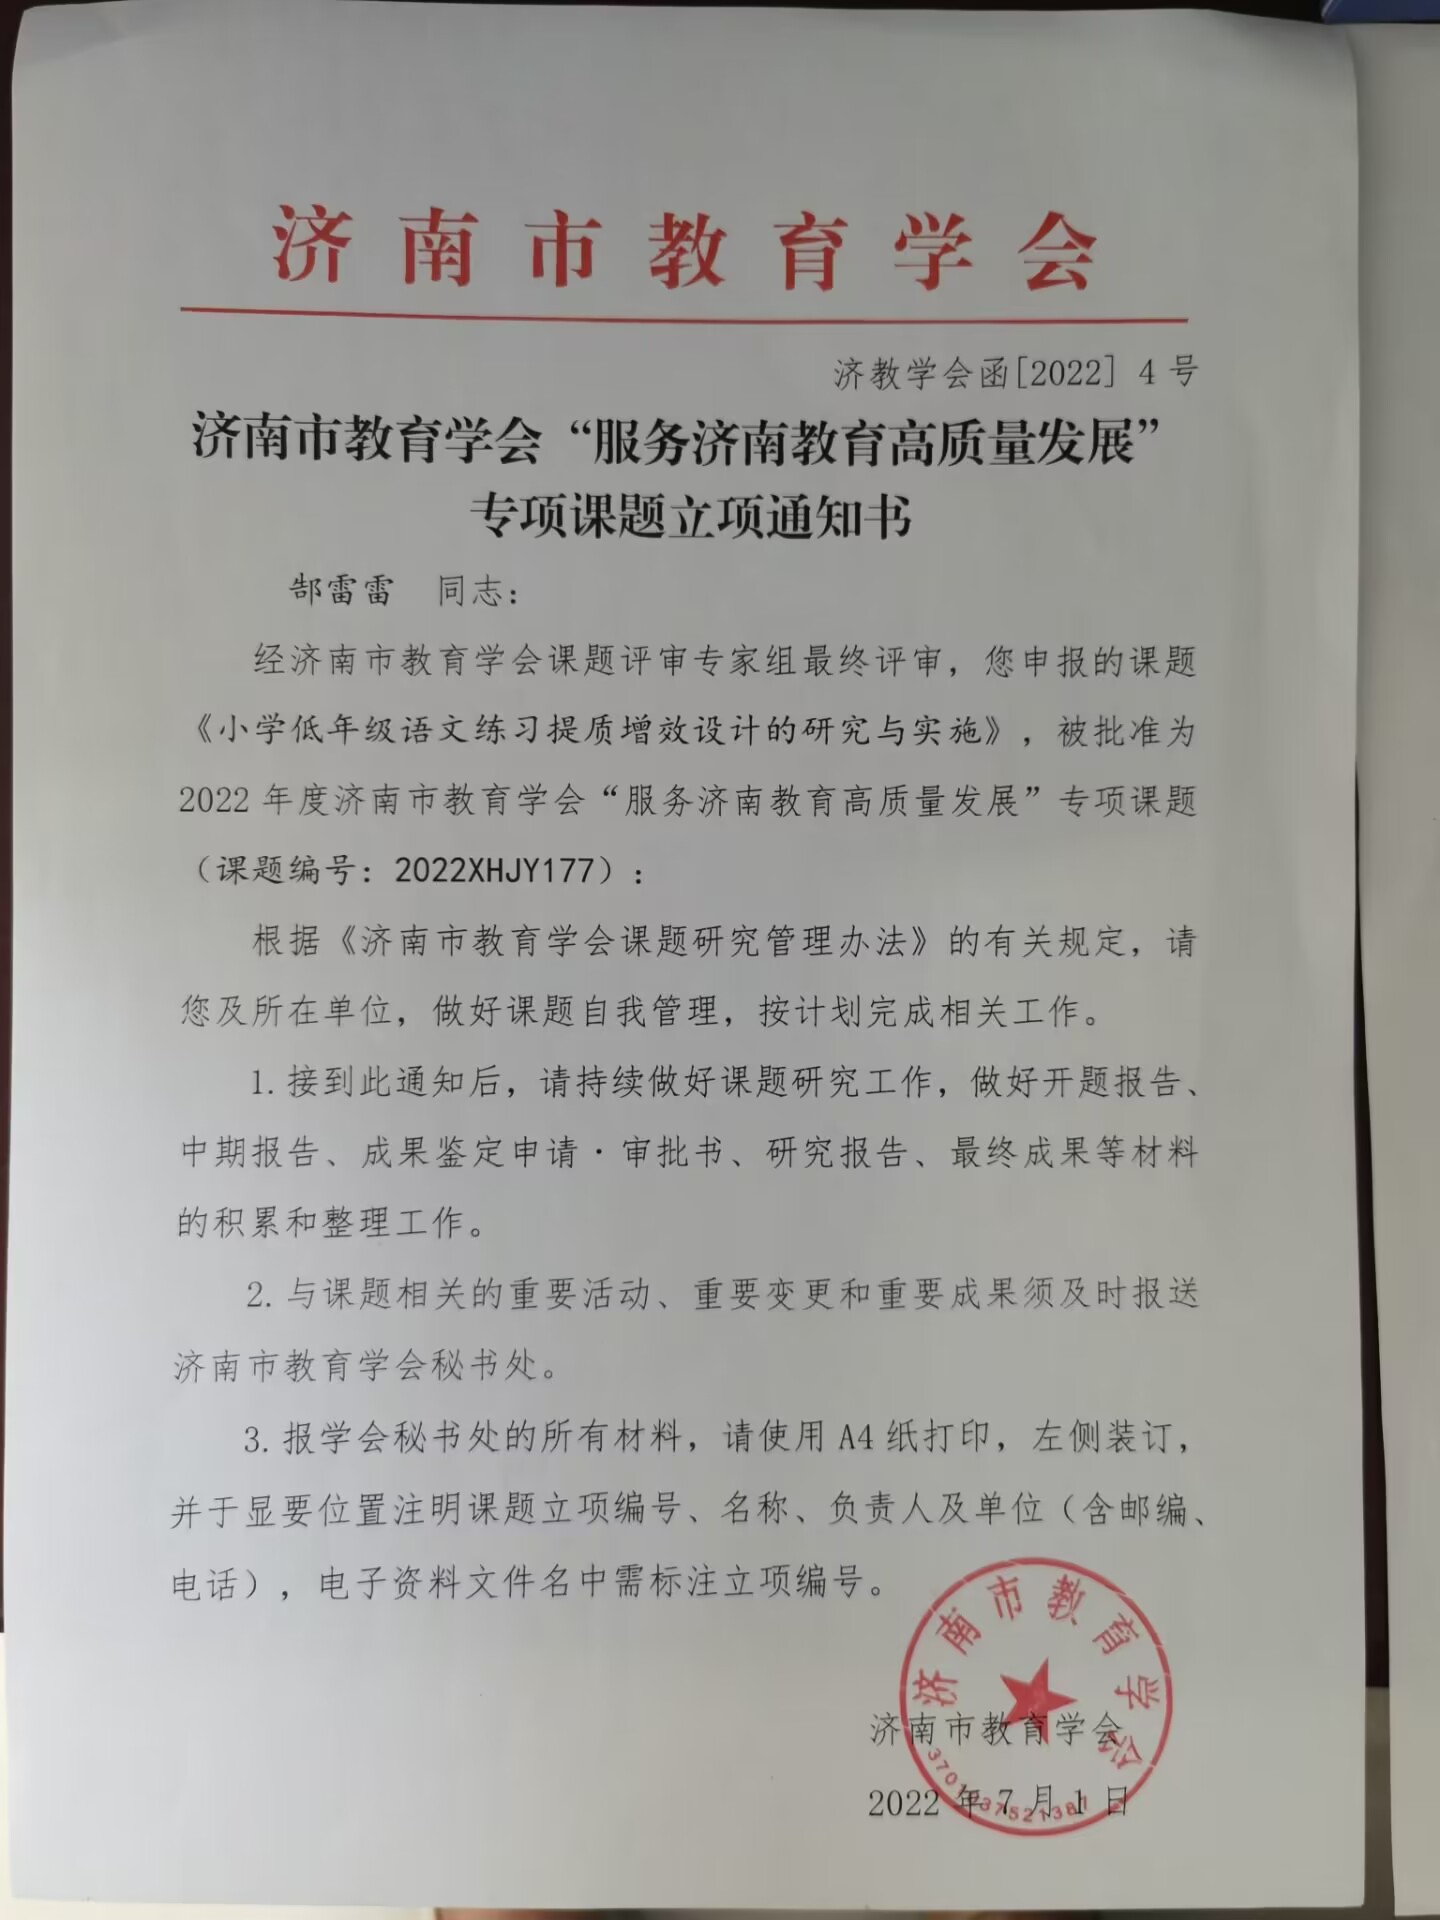 济南市教育学会
济教学会函[2022] 4 号
济南市教育学会“服务济南教育高质量发展”
专项课题立项通知书
郜雷雷 同志：
经济南市教育学会课题评审专家组最终评审，您申报的课题
《小学低年级语文练习提质增效设计的研究与实施》，被批准为
2022 年度济南市教育学会“服务济南教育高质量发展”专项课题
（课题编号：2022XHJY177）：
根据《济南市教育学会课题研究管理办法》的有关规定，请
您及所在单位，做好课题自我管理，按计划完成相关工作。
1.接到此通知后，请持续做好课题研究工作，做好开题报告、
中期报告、成果鉴定申请·审批书、研究报告、最终成果等材料
的积累和整理工作。
2.与课题相关的重要活动、重要变更和重要成果须及时报送
济南市教育学会秘书处。
3.报学会秘书处的所有材料，请使用 A4 纸打印，左侧装订，
并于显要位置注明课题立项编号、名称、负责人及单位（含邮编、
电话），电子资料文件名中需标注立项编号。
济南市教育学会
2022 年 7 月 1 日
济南市教育学会